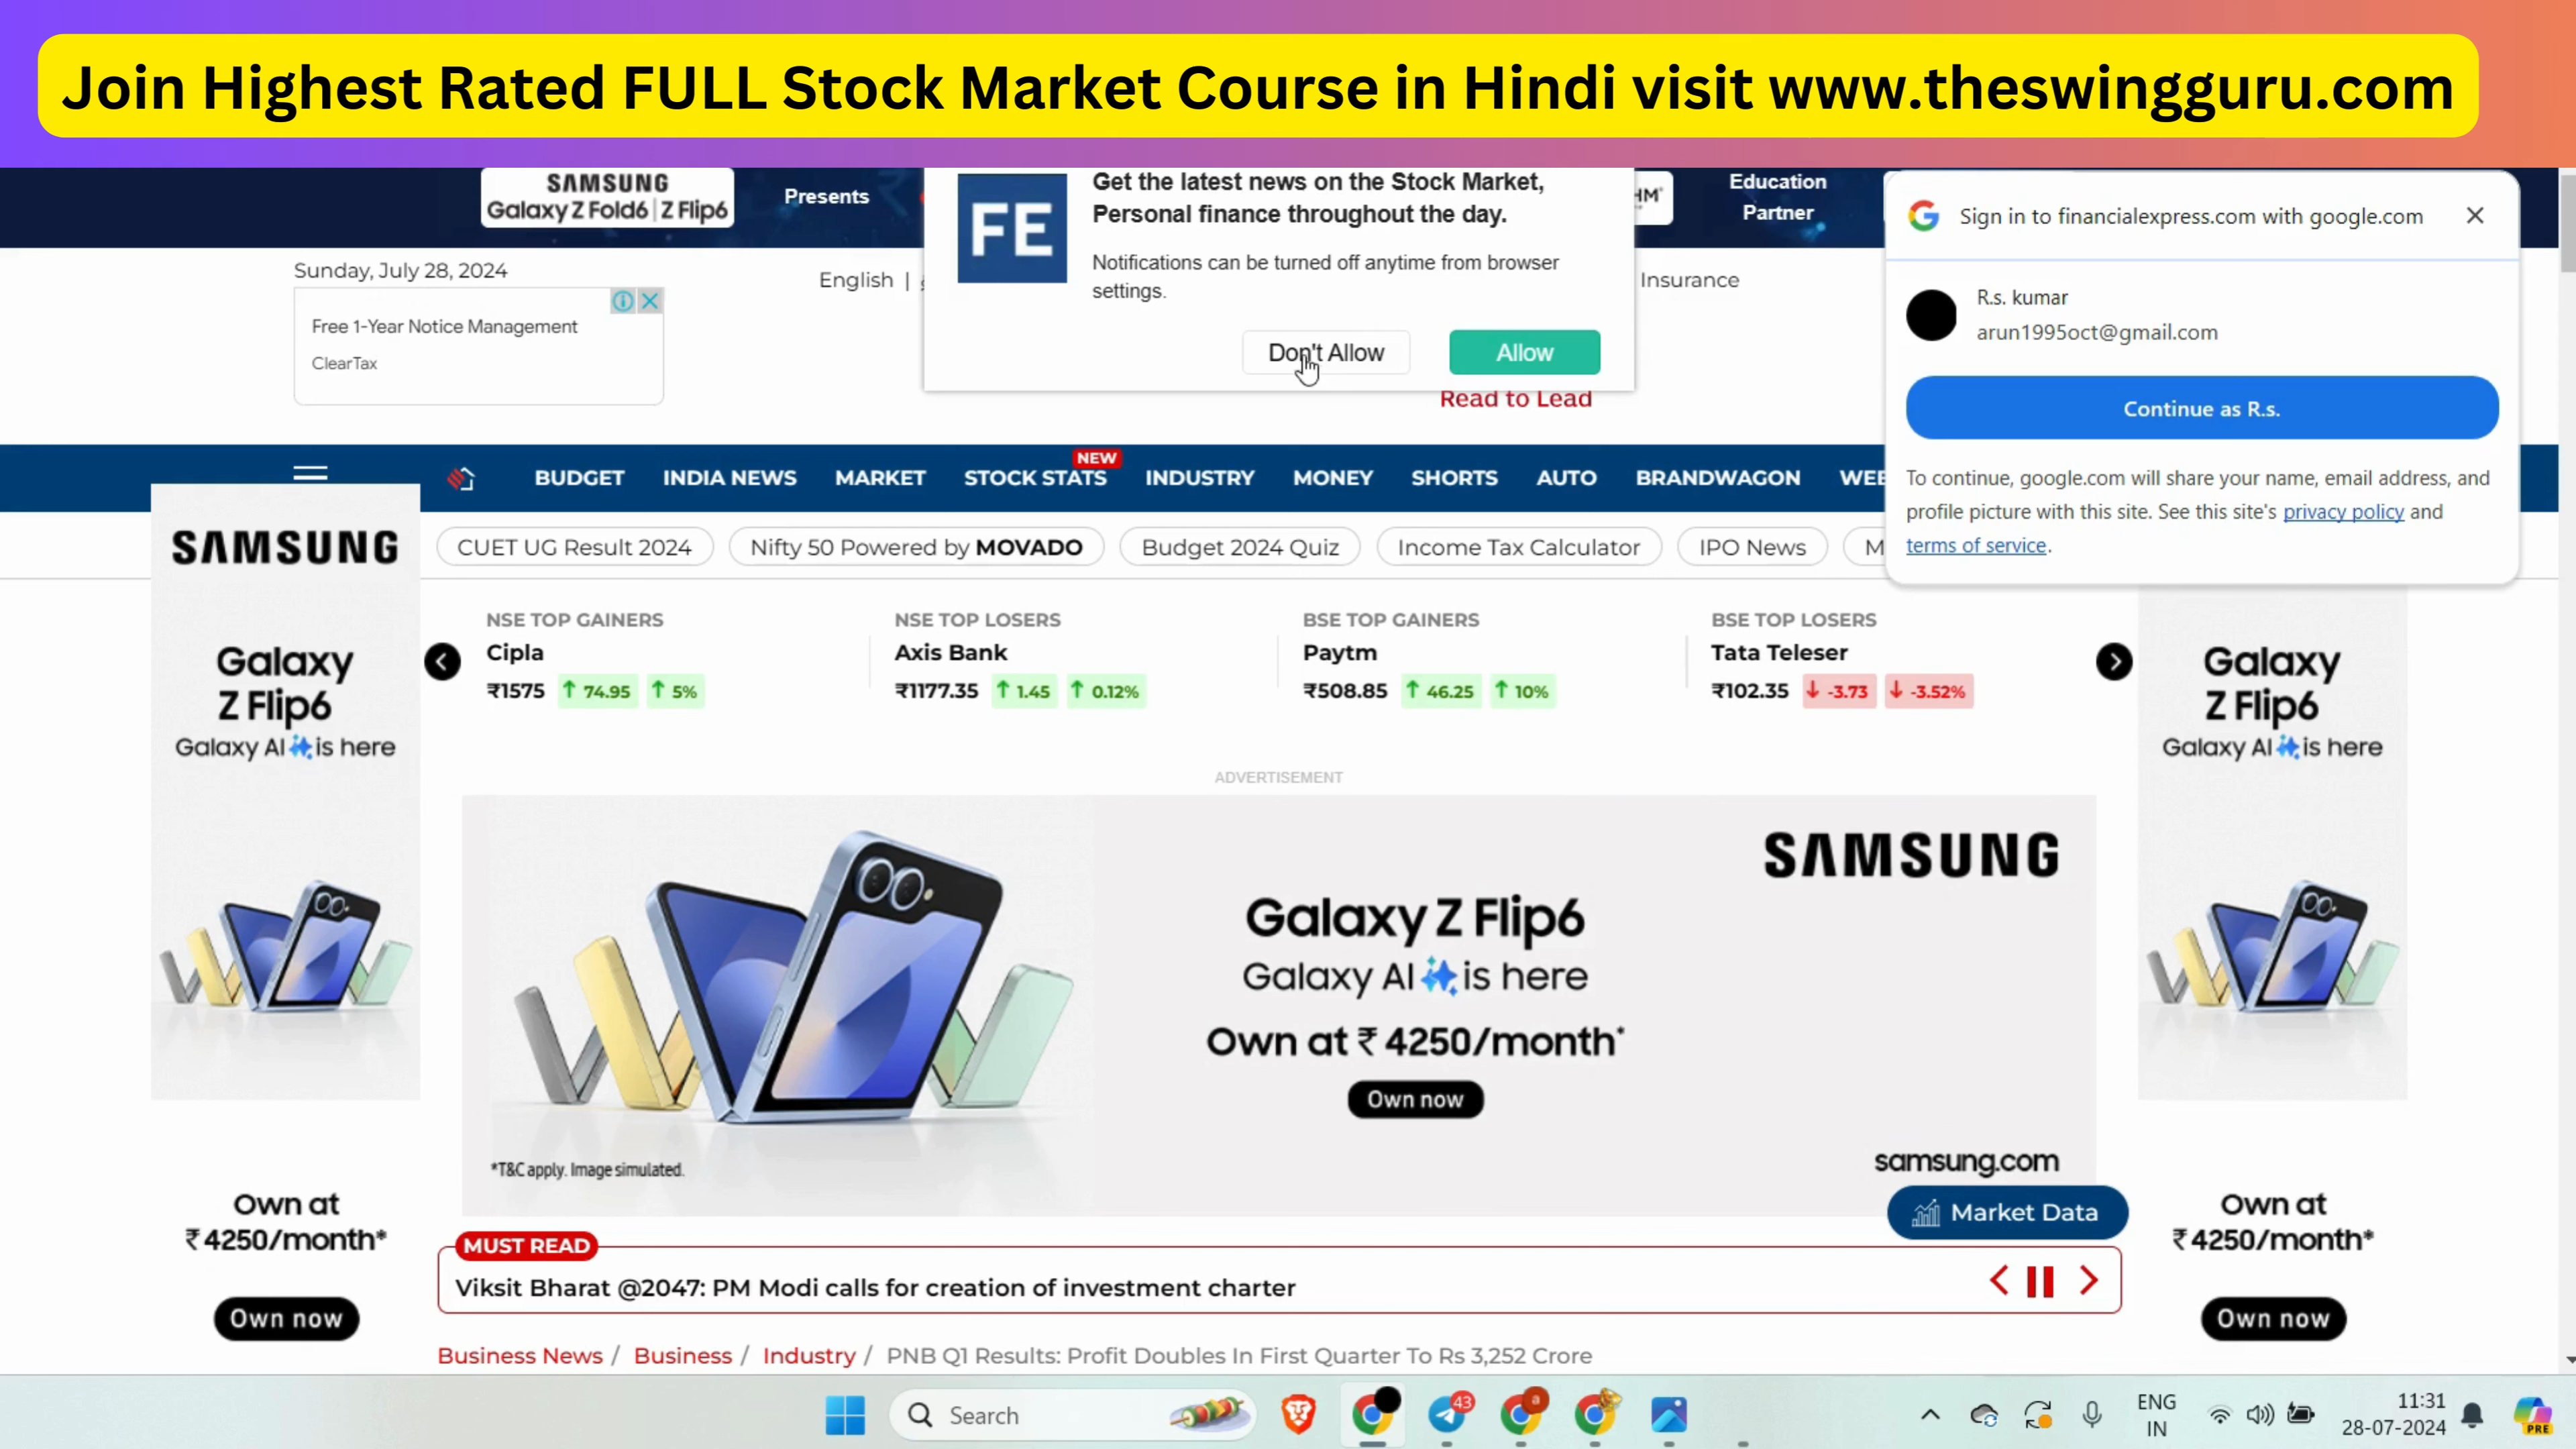 Join Highest Rated FULL Stock Market Course in Hindi visit www.theswingguru.com
SAMSUNG
Galaxy Z Fold6 | Z Flip6
Presents
Education
Partner
FE
Get the latest news on the Stock Market,
Personal finance throughout the day.
Notifications can be turned off anytime from browser
settings.
Don't Allow
Allow
Sign in to financialexpress.com with google.com
R.s. kumar
arun1995oct@gmail.com
Continue as R.s.
To continue, google.com will share your name, email address, and
profile picture with this site. See this site's privacy policy and
terms of service.
Sunday, July 28, 2024
English |
Insurance
Free 1-Year Notice Management
ClearTax
Read to Lead
BUDGET INDIA NEWS MARKET STOCK STATS NEW INDUSTRY MONEY SHORTS AUTO BRANDWAGON WEB
CUET UG Result 2024 Nifty 50 Powered by MOVADO Budget 2024 Quiz Income Tax Calculator IPO News M
NSE TOP GAINERS
Cipla
₹1575 ↑ 74.95 ↑ 5%
NSE TOP LOSERS
Axis Bank
₹1177.35 ↑ 1.45 ↑ 0.12%
BSE TOP GAINERS
Paytm
₹508.85 ↑ 46.25 ↑ 10%
BSE TOP LOSERS
Tata Teleser
₹102.35 ↓ -3.73 ↓ -3.52%
SAMSUNG
Galaxy
Z Flip6
Galaxy AI is here
Own at
₹4250/month*
Own now
ADVERTISEMENT
SAMSUNG
Galaxy Z Flip6
Galaxy AI is here
Own at ₹ 4250/month*
Own now
*T&C apply. Image simulated.
samsung.com
Galaxy
Z Flip6
Galaxy AI is here
Own at
₹4250/month*
Own now
Market Data
MUST READ
Viksit Bharat @2047: PM Modi calls for creation of investment charter
Business News / Business / Industry / PNB Q1 Results: Profit Doubles In First Quarter To Rs 3,252 Crore
Search
43
a
ENG
IN
11:31
28-07-2024
PRE